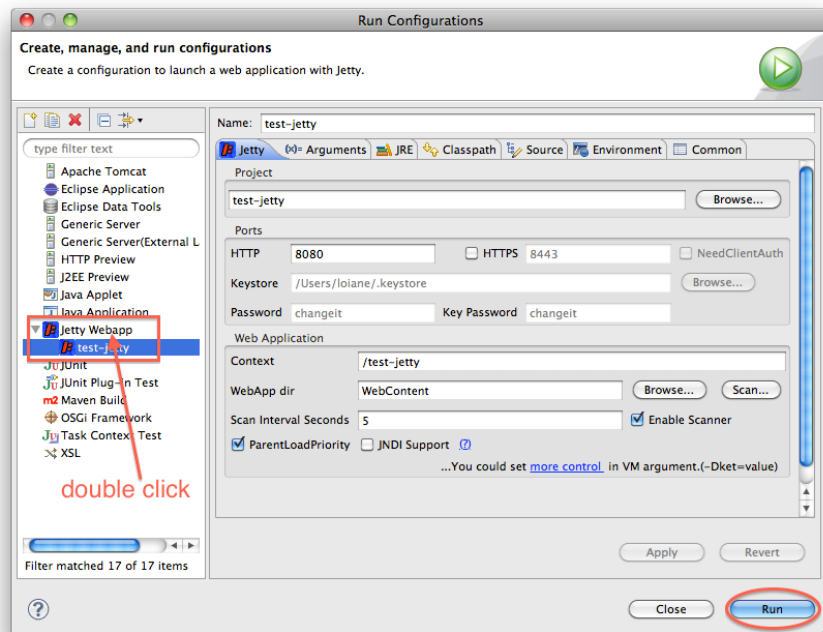 Run Configurations
Create, manage, and run configurations
Create a configuration to launch a web application with Jetty.
type filter text
Apache Tomcat
Eclipse Application
Eclipse Data Tools
Generic Server
Generic Server(External L
HTTP Preview
J2EE Preview
Java Applet
Java Application
Jetty Webapp
test-jetty
JUnit
JUnit Plug-in Test
m2 Maven Build
OSGi Framework
Task Context Test
XSL
double click
Filter matched 17 of 17 items
Name: test-jetty
Jetty (x)= Arguments JRE Classpath Source Environment Common
Project
test-jetty Browse...
Ports
HTTP 8080 HTTPS 8443 NeedClientAuth
Keystore /Users/loiane/.keystore Browse...
Password changeit Key Password changeit
Web Application
Context /test-jetty
WebApp dir WebContent Browse... Scan...
Scan Interval Seconds 5 Enable Scanner
ParentLoadPriority JNDI Support (?)
...You could set more control in VM argument.(-Dket=value)
Apply Revert
? Close Run